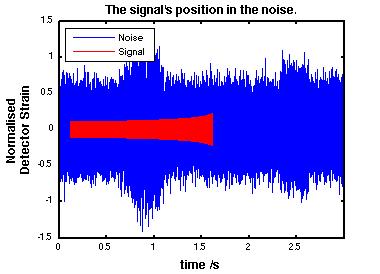 The signal's position in the noise.
1.5
Noise
Signal
1
0.5
0
-0.5
-1
-1.5
Normalised
Detector Strain
0 0.5 1 1.5 2 2.5
time /s